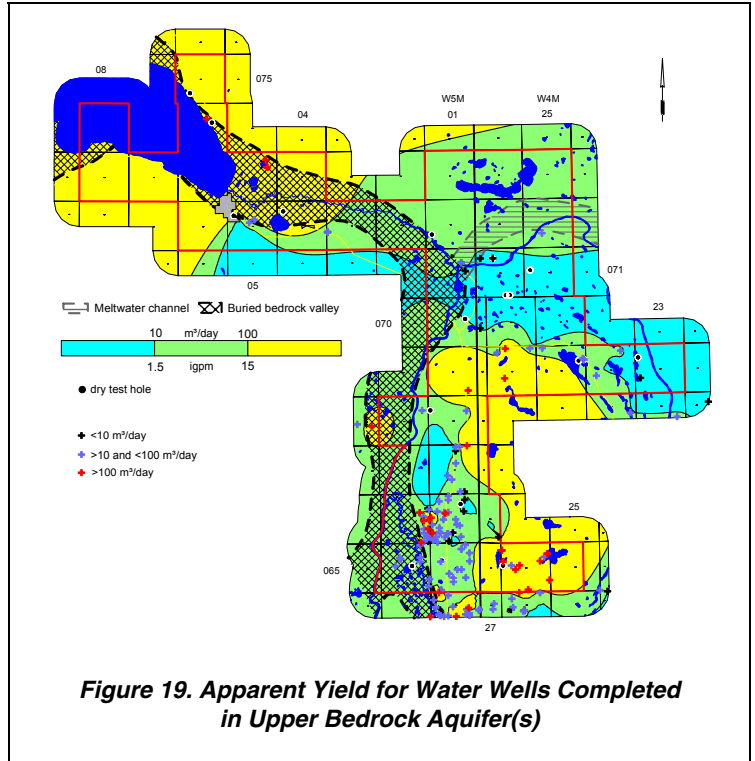 08
075
04
W5M
W4M
01
25
05
071
Meltwater channel
Buried bedrock valley
23
070
10 m³/day 100
1.5 igpm 15
dry test hole
<10 m³/day
>10 and <100 m³/day
>100 m³/day
25
065
27
Figure 19. Apparent Yield for Water Wells Completed
in Upper Bedrock Aquifer(s)